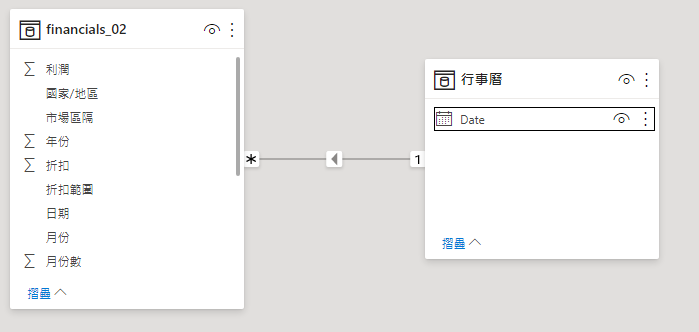 financials_02
利潤
國家/地區
市場區隔
年份
折扣
折扣範圍
日期
月份
月份數
摺疊
* 1
行事曆
Date
摺疊